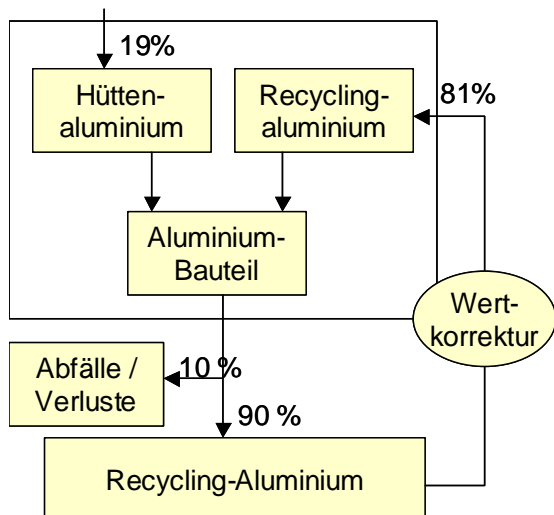 19%
Hütten-
aluminium
Recycling-
aluminium
81%
Aluminium-
Bauteil
Wert-
korrektur
Abfälle /
Verluste
10 %
90 %
Recycling-Aluminium